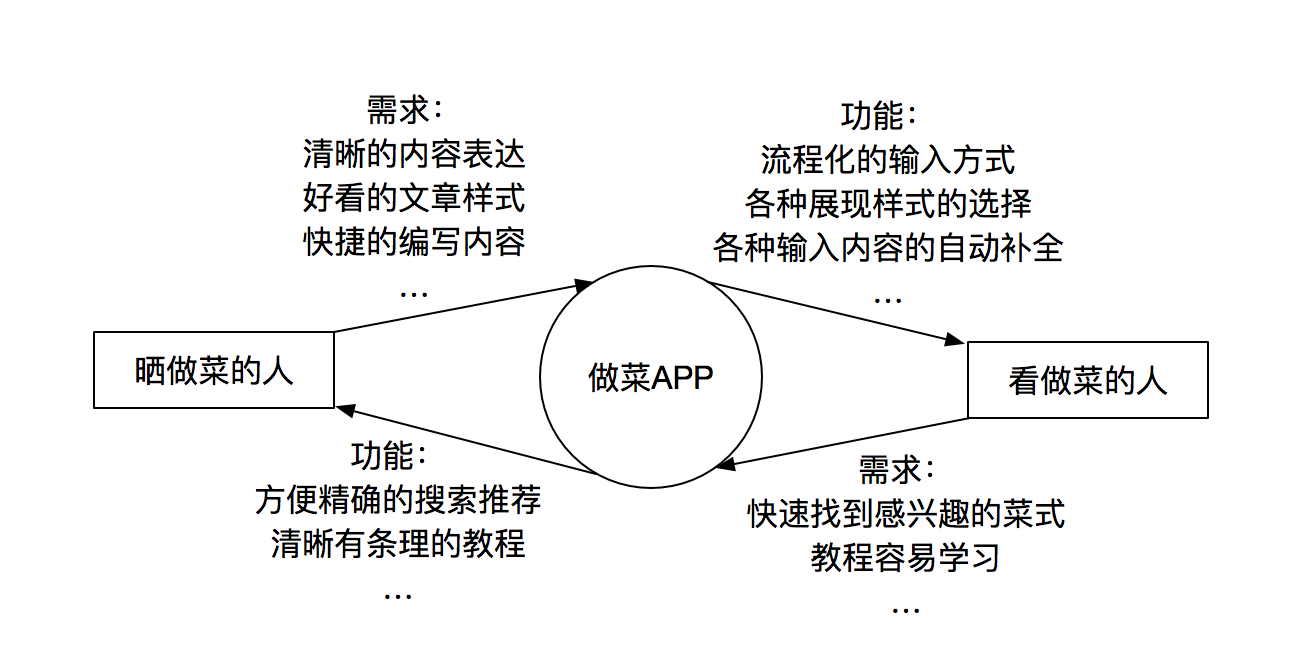 需求：
清晰的内容表达
好看的文章样式
快捷的编写内容
...
功能：
流程化的输入方式
各种展现样式的选择
各种输入内容的自动补全
...
晒做菜的人
做菜APP
看做菜的人
功能：
方便精确的搜索推荐
清晰有条理的教程
...
需求：
快速找到感兴趣的菜式
教程容易学习
...